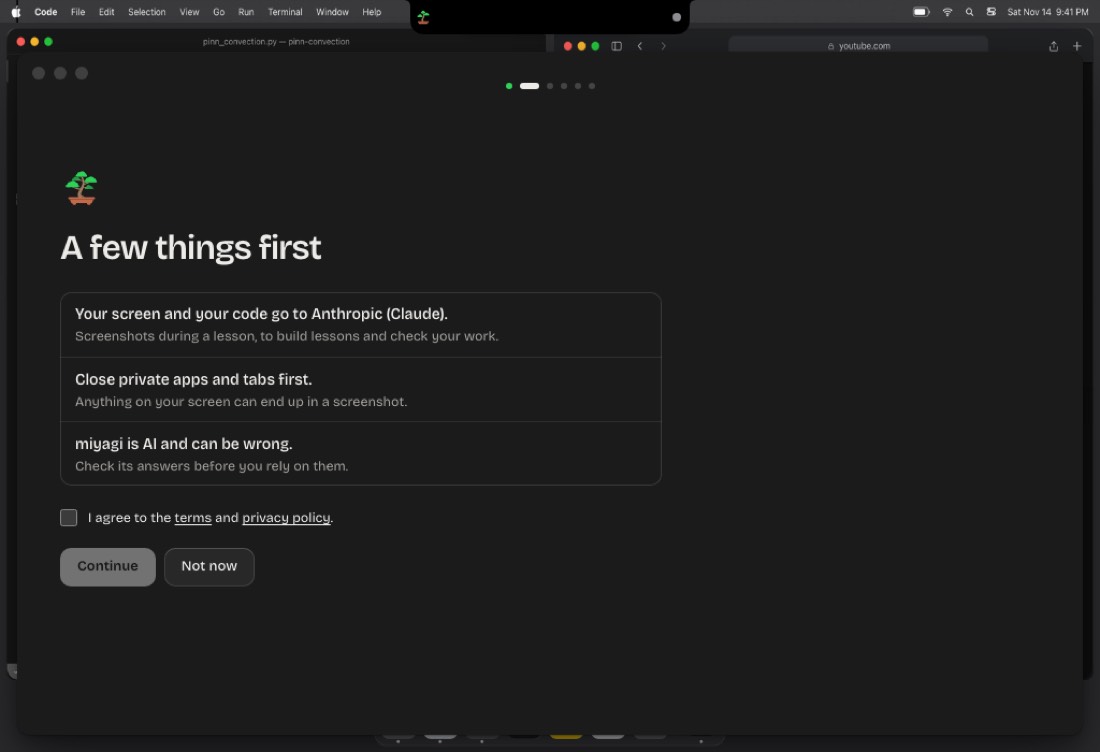 Code File Edit Selection View Go Run Terminal Window Help
Sat Nov 14 9:41 PM
pinn_convection.py — pinn-convection
youtube.com
A few things first
Your screen and your code go to Anthropic (Claude).
Screenshots during a lesson, to build lessons and check your work.
Close private apps and tabs first.
Anything on your screen can end up in a screenshot.
miyagi is AI and can be wrong.
Check its answers before you rely on them.
I agree to the terms and privacy policy.
Continue
Not now